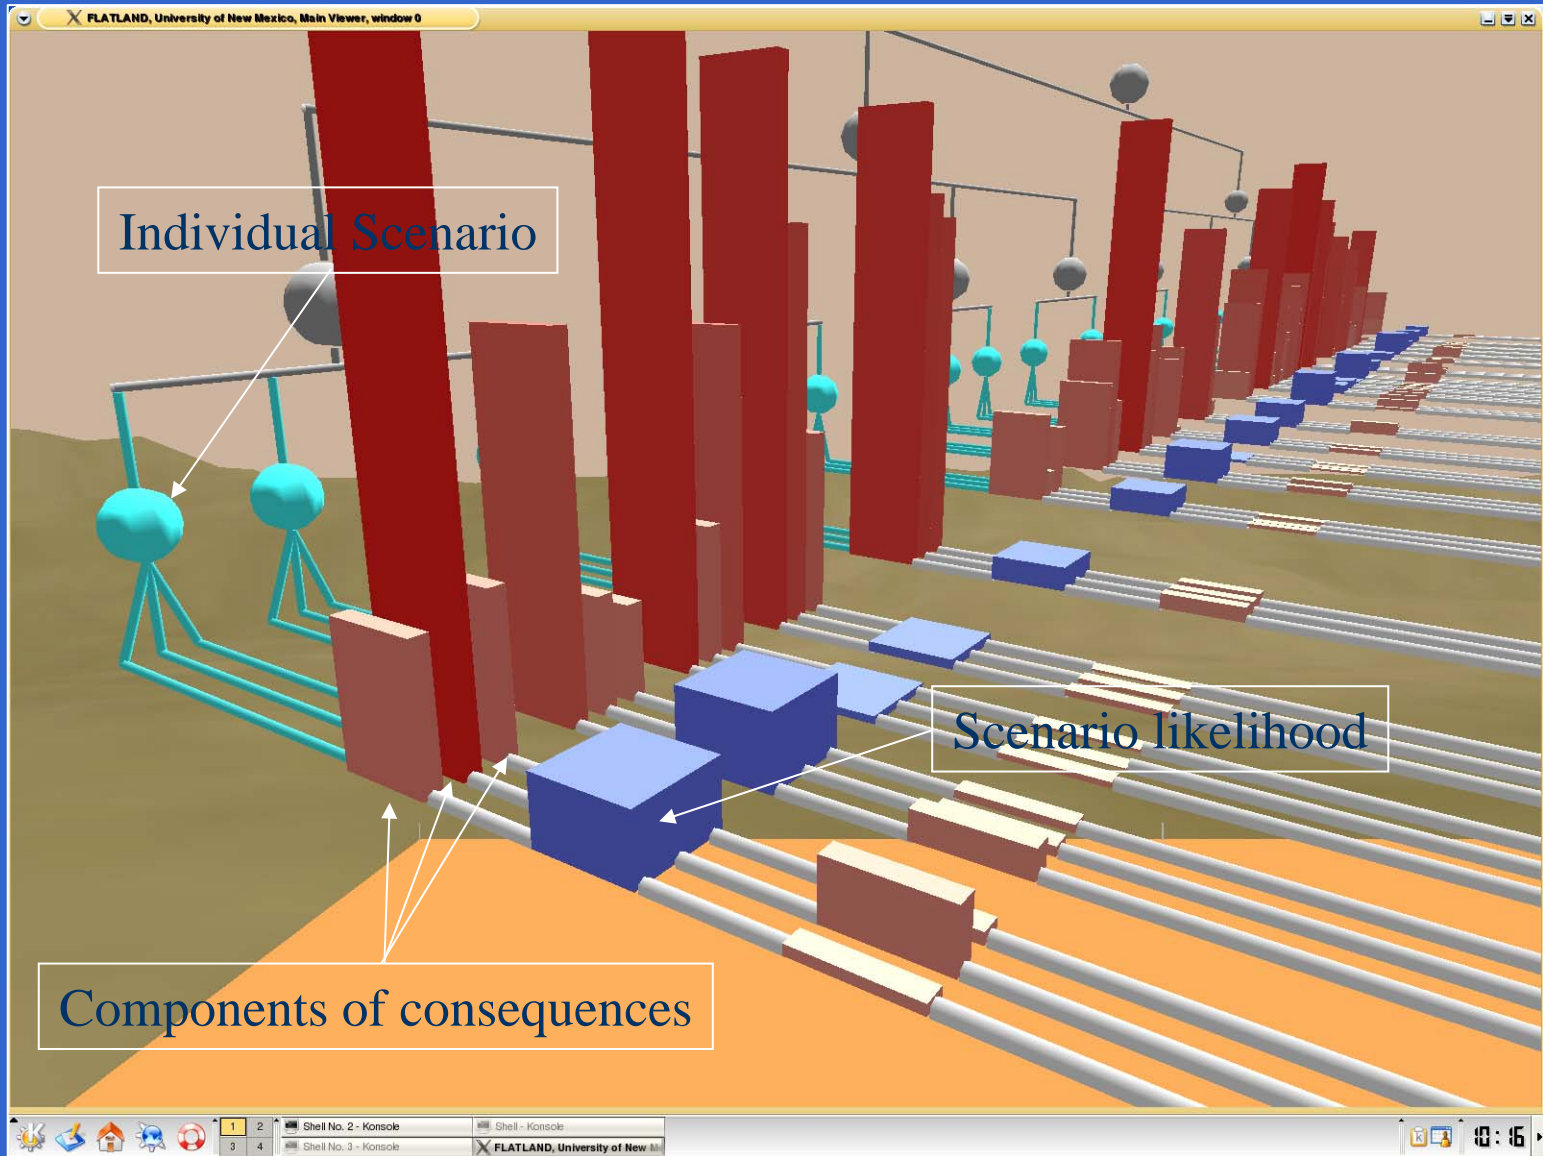 FLATLAND, University of New Mexico, Main Viewer, window 0
Individual Scenario
Scenario likelihood
Components of consequences
1 2
Shell No. 2 - Konsole
Shell - Konsole
3 4
Shell No. 3 - Konsole
FLATLAND, University of New M
10:16